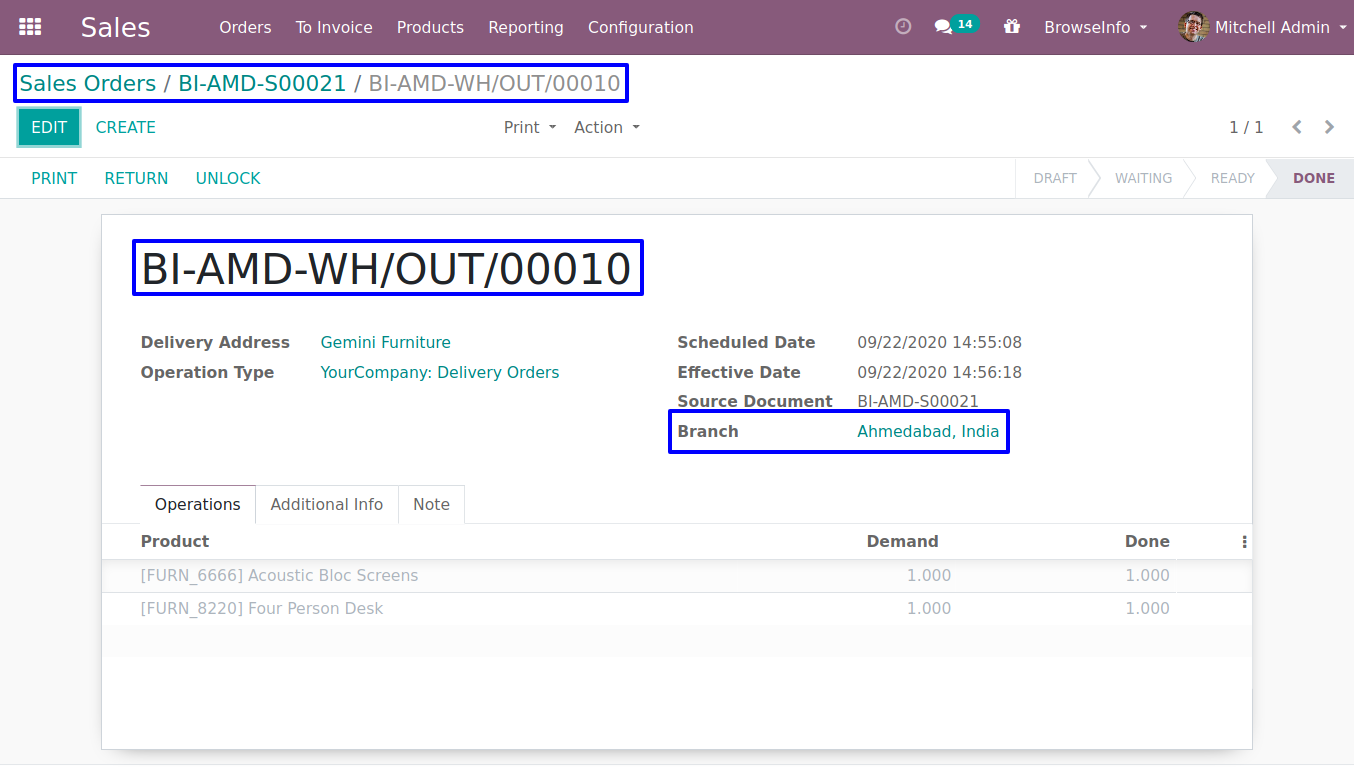 Sales Orders To Invoice Products Reporting Configuration 14 BrowseInfo Mitchell Admin
Sales Orders / BI-AMD-S00021 / BI-AMD-WH/OUT/00010
EDIT CREATE Print Action 1 / 1
PRINT RETURN UNLOCK DRAFT WAITING READY DONE
BI-AMD-WH/OUT/00010
Delivery Address Gemini Furniture Scheduled Date 09/22/2020 14:55:08
Operation Type YourCompany: Delivery Orders Effective Date 09/22/2020 14:56:18
Source Document BI-AMD-S00021
Branch Ahmedabad, India
Operations Additional Info Note
Product Demand Done
[FURN_6666] Acoustic Bloc Screens 1.000 1.000
[FURN_8220] Four Person Desk 1.000 1.000